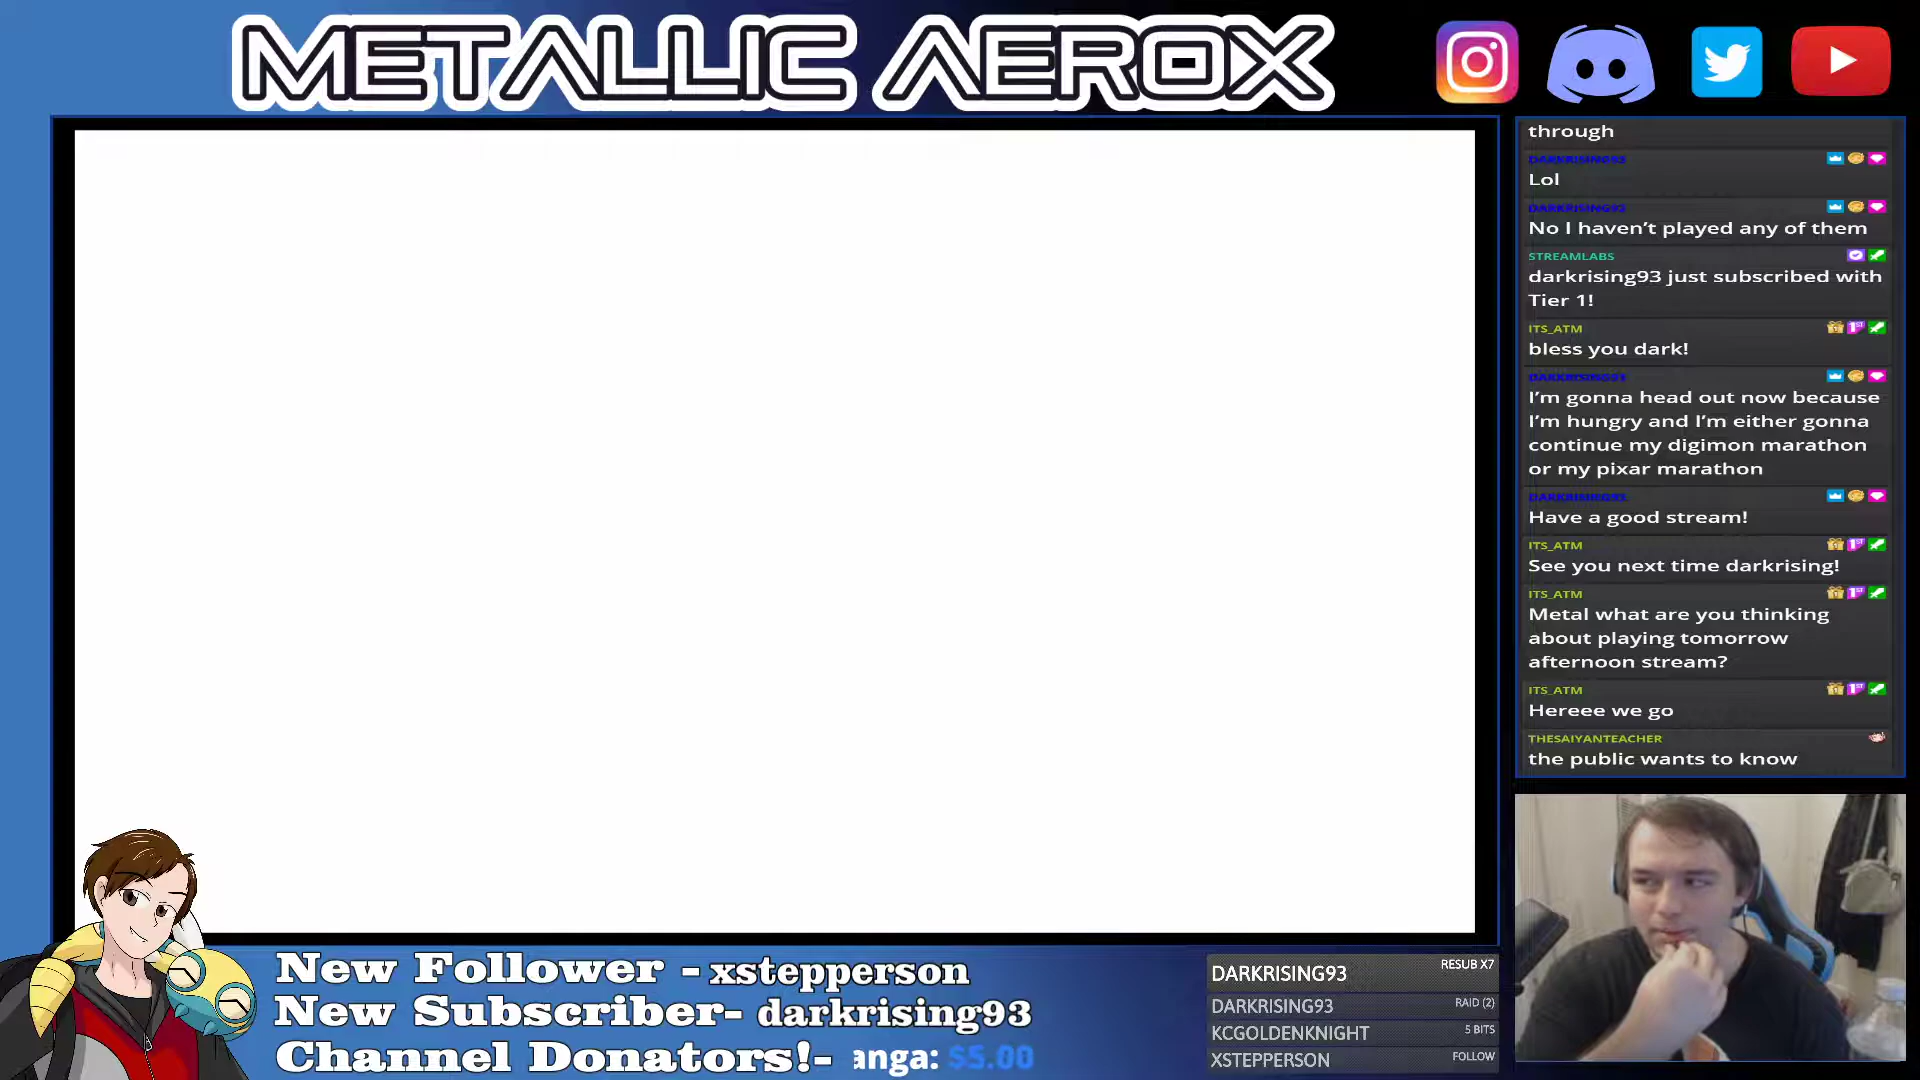 METALLIC AEROX
through
DARKRISING93
Lol
DARKRISING93
No I haven't played any of them
STREAMLABS
darkrising93 just subscribed with
Tier 1!
ITS_ATM
bless you dark!
DARKRISING93
I'm gonna head out now because
I'm hungry and I'm either gonna
continue my digimon marathon
or my pixar marathon
DARKRISING93
Have a good stream!
ITS_ATM
See you next time darkrising!
ITS_ATM
Metal what are you thinking
about playing tomorrow
afternoon stream?
ITS_ATM
Hereee we go
THESAIYANTEACHER
the public wants to know
New Follower - xstepperson
New Subscriber- darkrising93
Channel Donators!- anga: $5.00
DARKRISING93 RESUB X7
DARKRISING93 RAID (2)
KCGOLDENKNIGHT 5 BITS
XSTEPPERSON FOLLOW